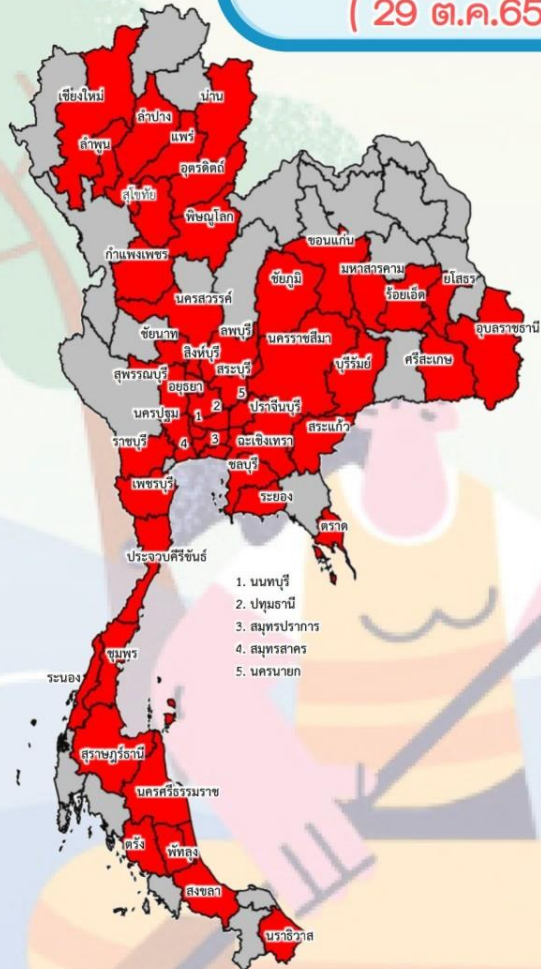 ( 29 ต.ค.65
เชียงใหม่
น่าน
ลำปาง
แพร่
ลำพูน
อุตรดิตถ์
สุโขทัย
พิษณุโลก
กำแพงเพชร
ขอนแก่น
มหาสารคาม
ยโสธร
ชัยภูมิ
ร้อยเอ็ด
นครสวรรค์
อุบลราชธานี
ชัยนาท
ลพบุรี
นครราชสีมา
สิงห์บุรี
บุรีรัมย์
ศรีสะเกษ
สุพรรณบุรี
สระบุรี
อยุธยา
5
2
ปราจีนบุรี
นครปฐม
1
สระแก้ว
ราชบุรี
4
3
ฉะเชิงเทรา
ชลบุรี
เพชรบุรี
ระยอง
ตราด
ประจวบคีรีขันธ์
1. นนทบุรี
2. ปทุมธานี
3. สมุทรปราการ
4. สมุทรสาคร
5. นครนายก
ชุมพร
ระนอง
สุราษฎร์ธานี
นครศรีธรรมราช
ตรัง
พัทลุง
สงขลา
นราธิวาส